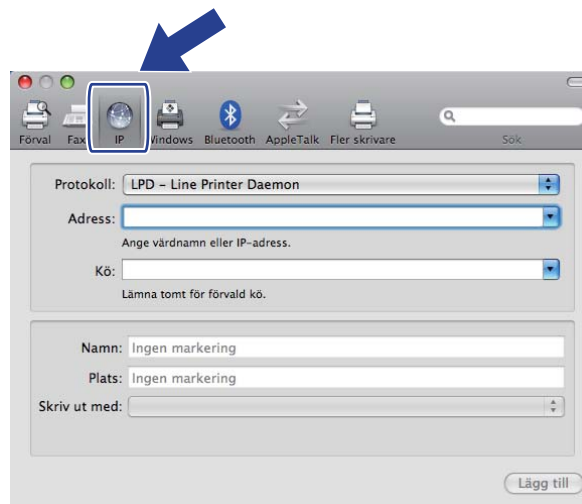 Förval Fax IP Windows Bluetooth AppleTalk Fler skrivare Sök
Protokoll: LPD – Line Printer Daemon
Adress:
Ange värdnamn eller IP-adress.
Kö:
Lämna tomt för förvald kö.
Namn: Ingen markering
Plats: Ingen markering
Skriv ut med:
Lägg till